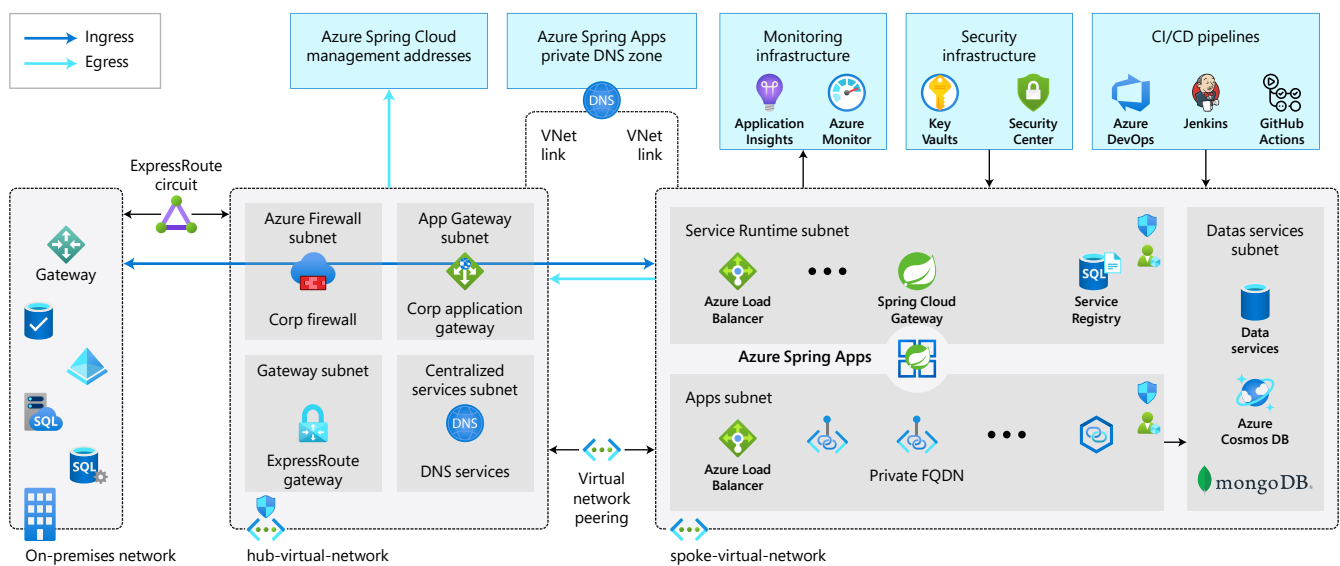 Ingress
Egress
Azure Spring Cloud
management addresses
Azure Spring Apps
private DNS zone
DNS
VNet
link
VNet
link
Monitoring
infrastructure
Application
Insights
Azure
Monitor
Security
infrastructure
Key
Vaults
Security
Center
CI/CD pipelines
Azure
DevOps
Jenkins
GitHub
Actions
ExpressRoute
circuit
Gateway
SQL
SQL
On-premises network
Azure Firewall
subnet
Corp firewall
App Gateway
subnet
Corp application
gateway
Gateway subnet
ExpressRoute
gateway
Centralized
services subnet
DNS
DNS services
hub-virtual-network
Virtual
network
peering
Service Runtime subnet
Azure Load
Balancer
Spring Cloud
Gateway
SQL
Service
Registry
Azure Spring Apps
Apps subnet
Azure Load
Balancer
Private FQDN
Datas services
subnet
Data
services
Azure
Cosmos DB
mongoDB
spoke-virtual-network